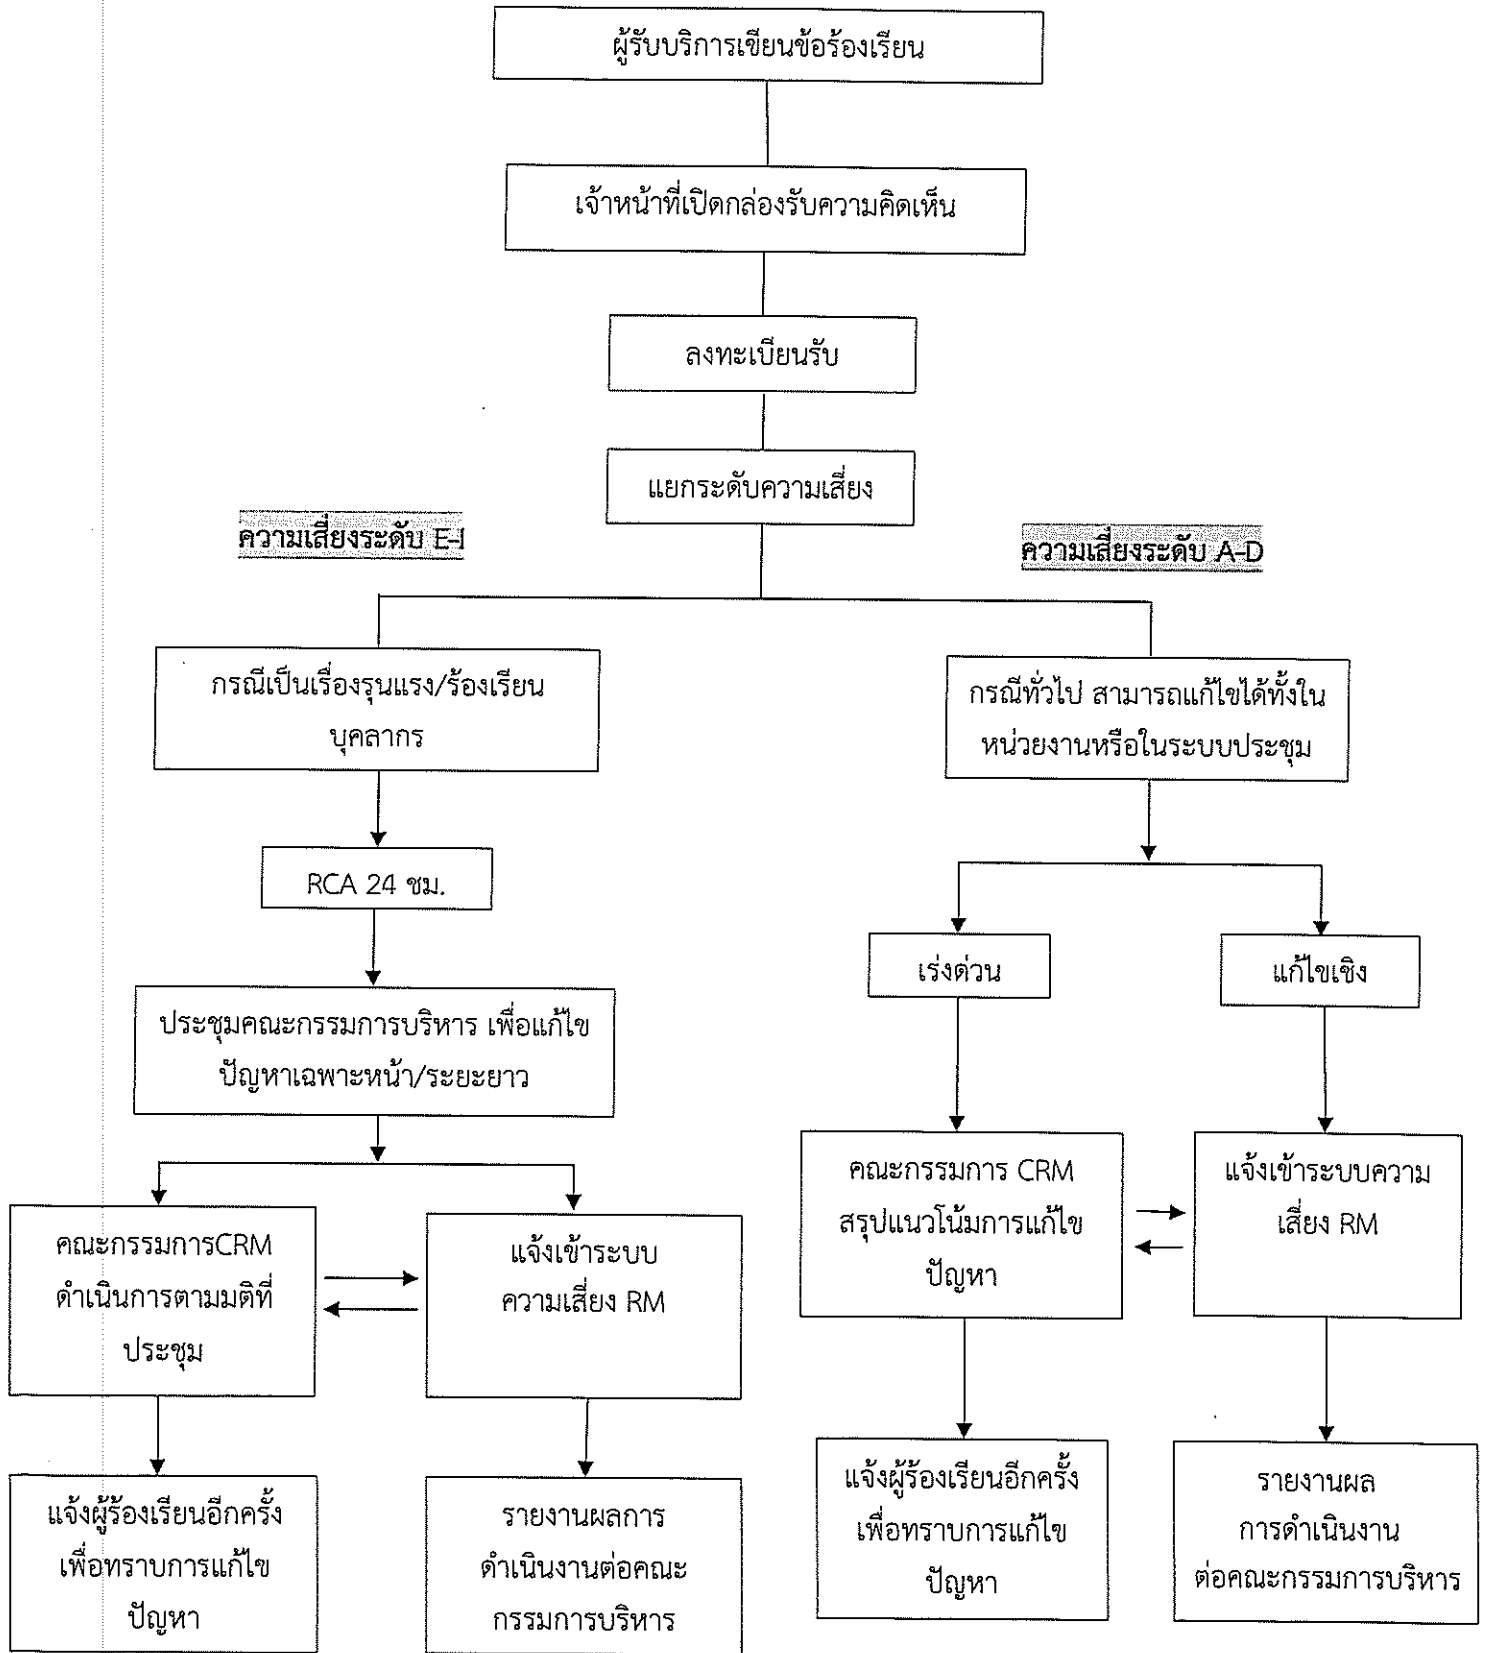 ผู้รับบริการเขียนข้อร้องเรียน
เจ้าหน้าที่เปิดกล่องรับความคิดเห็น
ลงทะเบียนรับ
แยกระดับความเสี่ยง
ความเสี่ยงระดับ E-I
ความเสี่ยงระดับ A-D
กรณีเป็นเรื่องรุนแรง/ร้องเรียน
บุคลากร
กรณีทั่วไป สามารถแก้ไขได้ทั้งใน
หน่วยงานหรือในระบบประชุม
RCA 24 ชม.
เร่งด่วน
แก้ไขเชิง
ประชุมคณะกรรมการบริหาร เพื่อแก้ไข
ปัญหาเฉพาะหน้า/ระยะยาว
คณะกรรมการCRM
ดำเนินการตามมติที่
ประชุม
แจ้งเข้าระบบ
ความเสี่ยง RM
คณะกรรมการ CRM
สรุปแนวโน้มการแก้ไข
ปัญหา
แจ้งเข้าระบบความ
เสี่ยง RM
แจ้งผู้ร้องเรียนอีกครั้ง
เพื่อทราบการแก้ไข
ปัญหา
รายงานผลการ
ดำเนินงานต่อคณะ
กรรมการบริหาร
แจ้งผู้ร้องเรียนอีกครั้ง
เพื่อทราบการแก้ไข
ปัญหา
รายงานผล
การดำเนินงาน
ต่อคณะกรรมการบริหาร